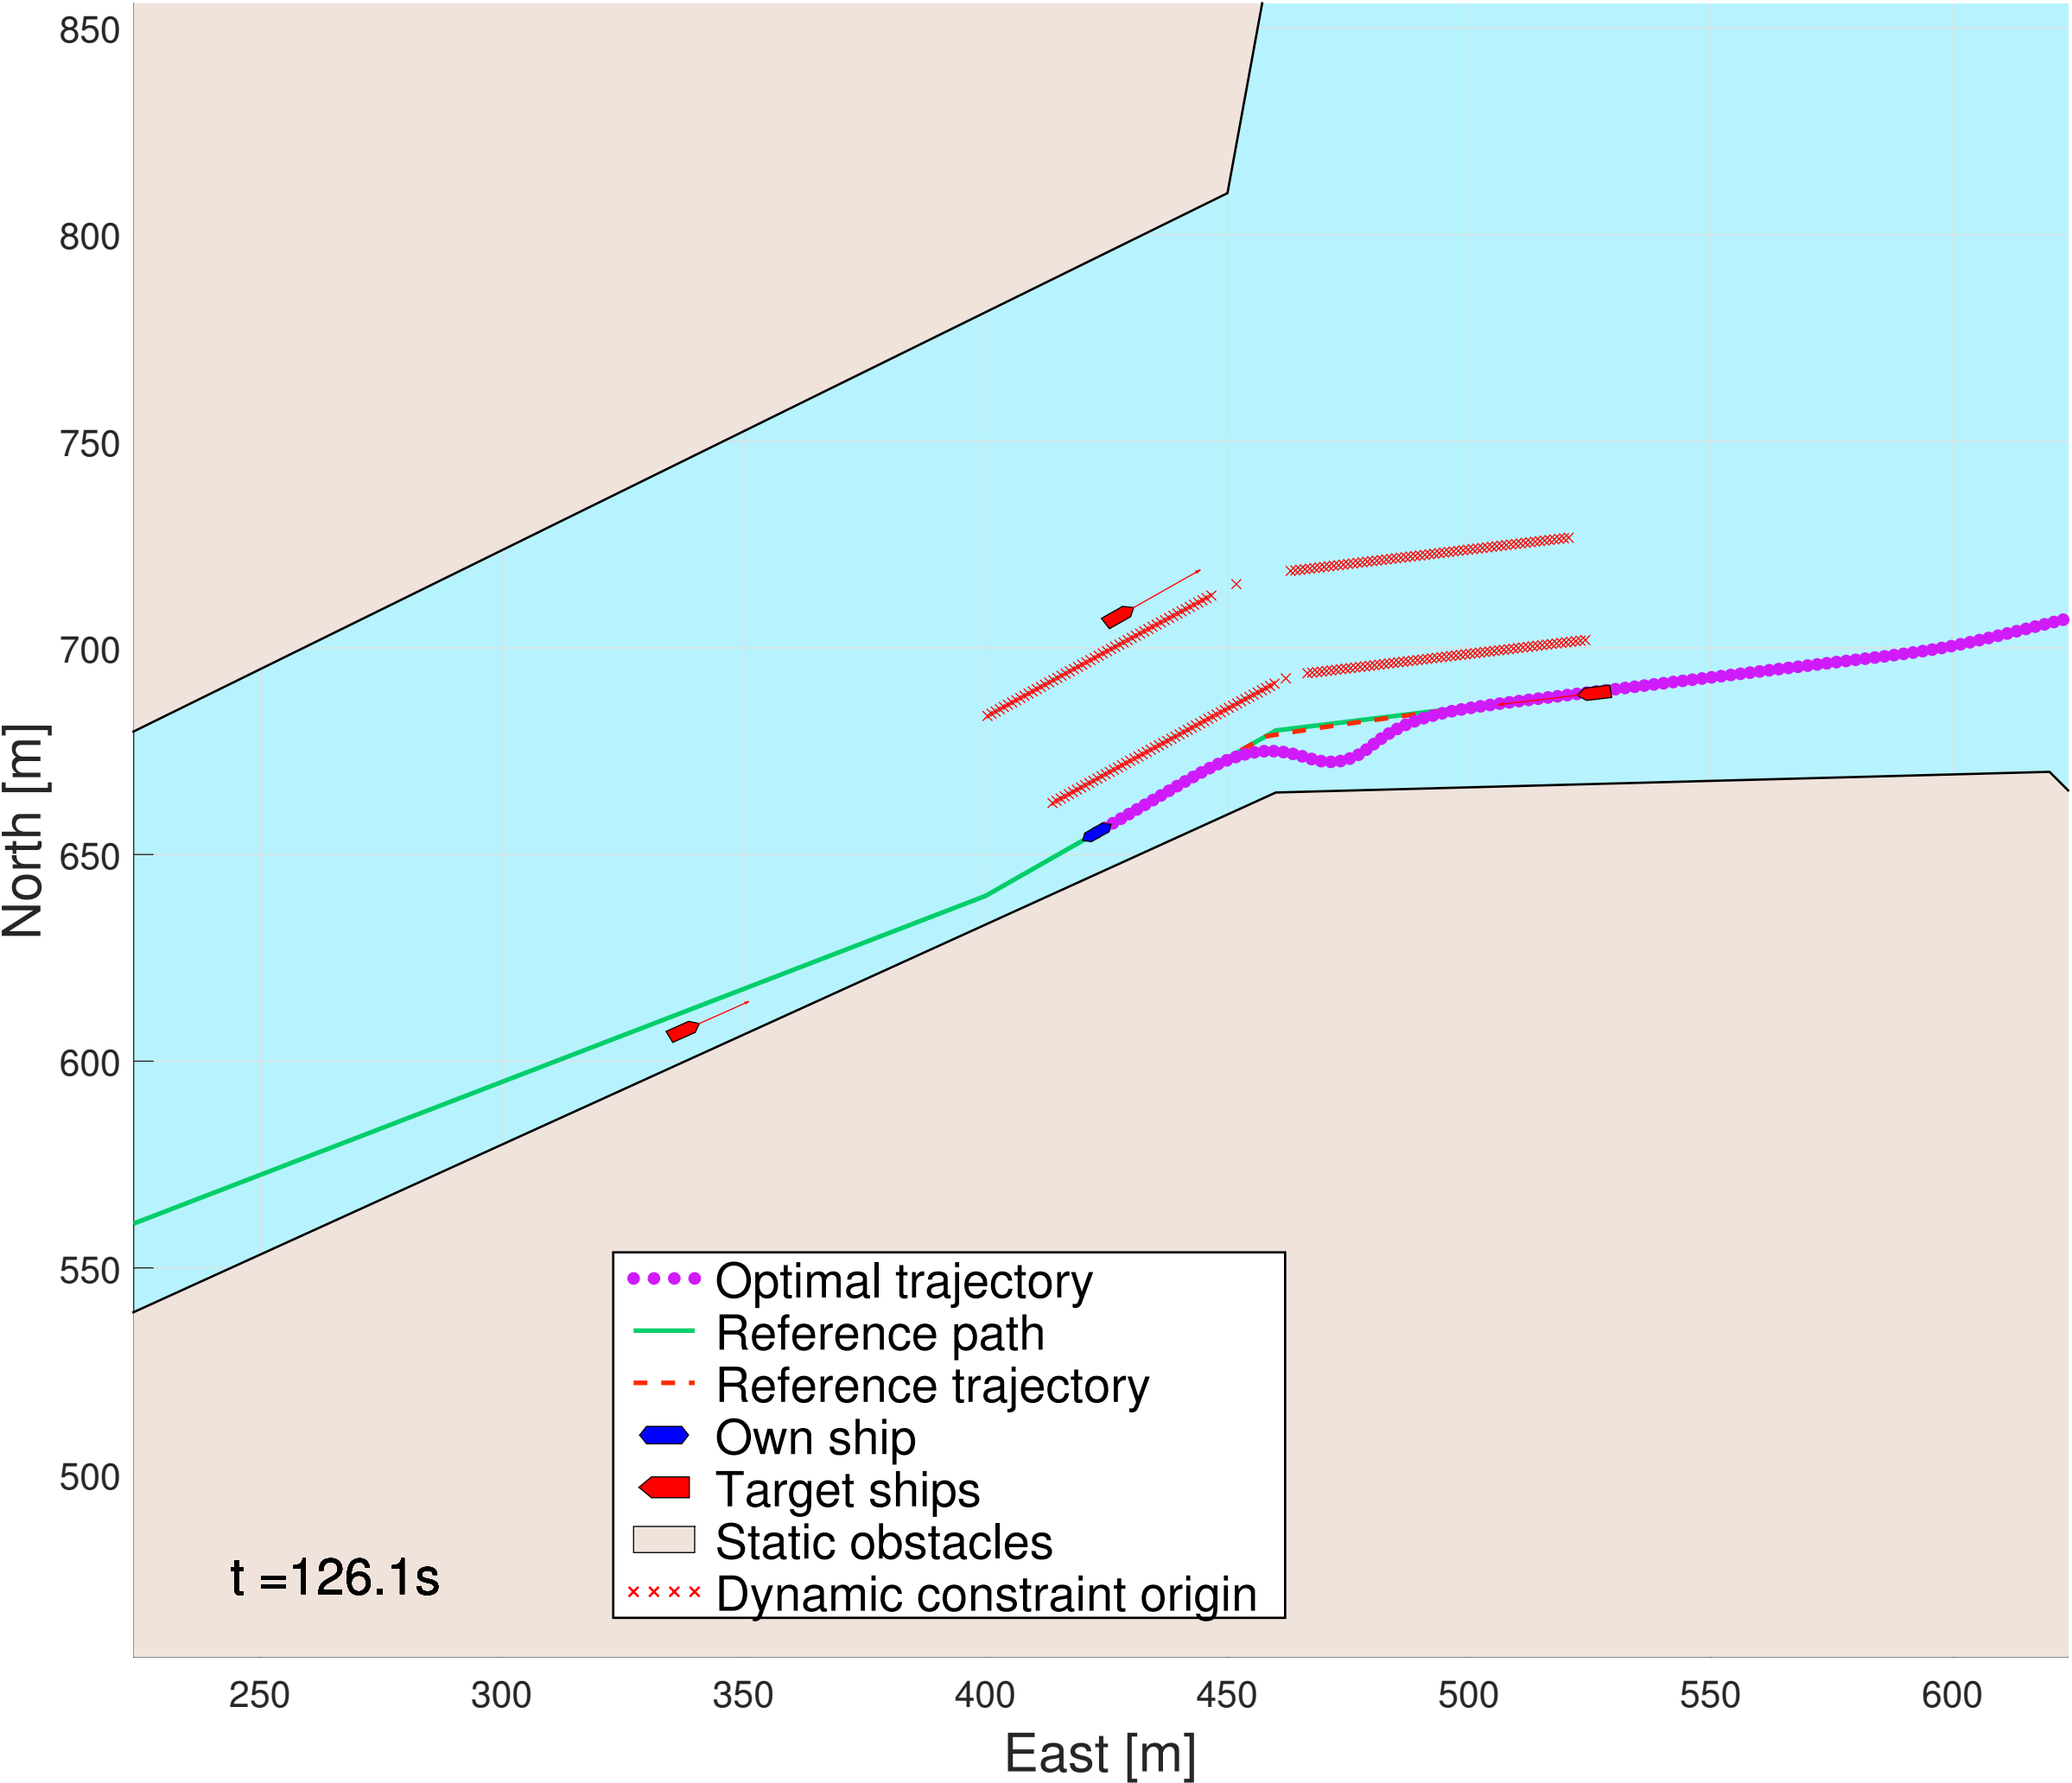 850
800
750
700
650
600
550
500
North [m]
Optimal trajectory
Reference path
Reference trajectory
Own ship
Target ships
Static obstacles
Dynamic constraint origin
t =126.1s
250 300 350 400 450 500 550 600
East [m]